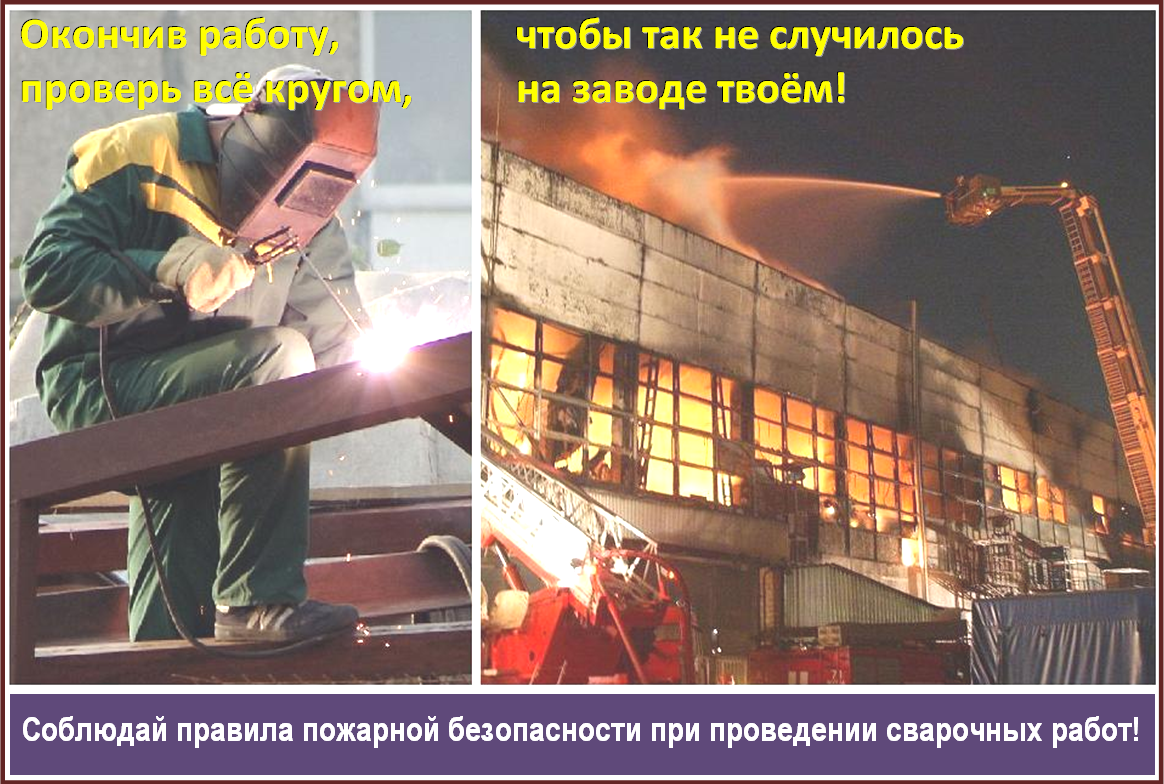 Окончив работу,
проверь всё кругом,
чтобы так не случилось
на заводе твоём!
Соблюдай правила пожарной безопасности при проведении сварочных работ!